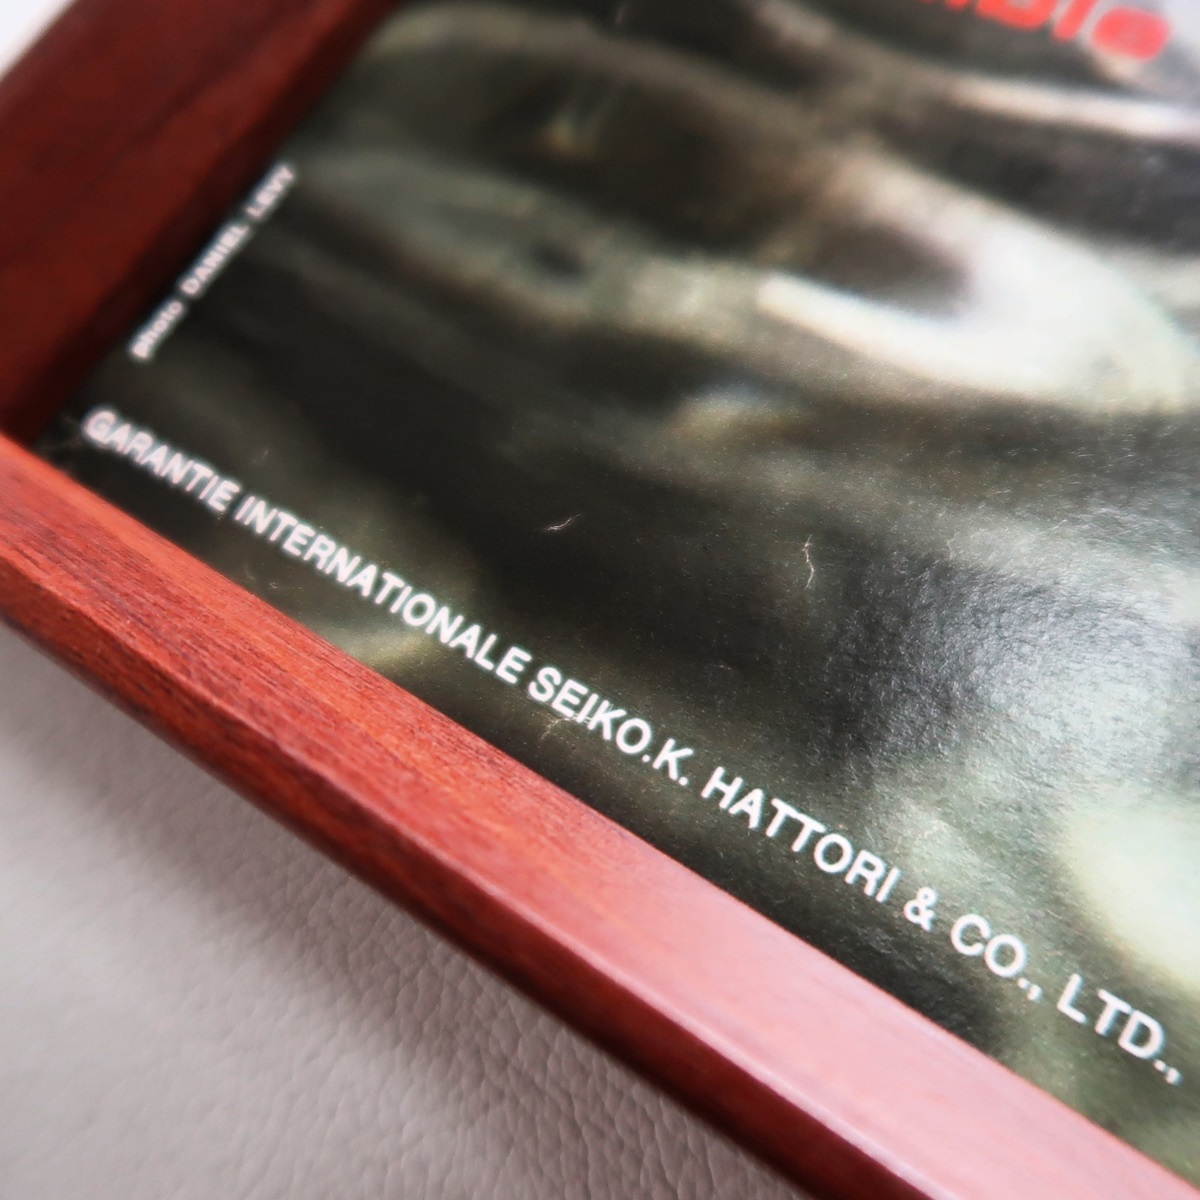 PHOTO DANIEL LEVY
GARANTIE INTERNATIONALE SEIKO.K. HATTORI & CO., LTD.,